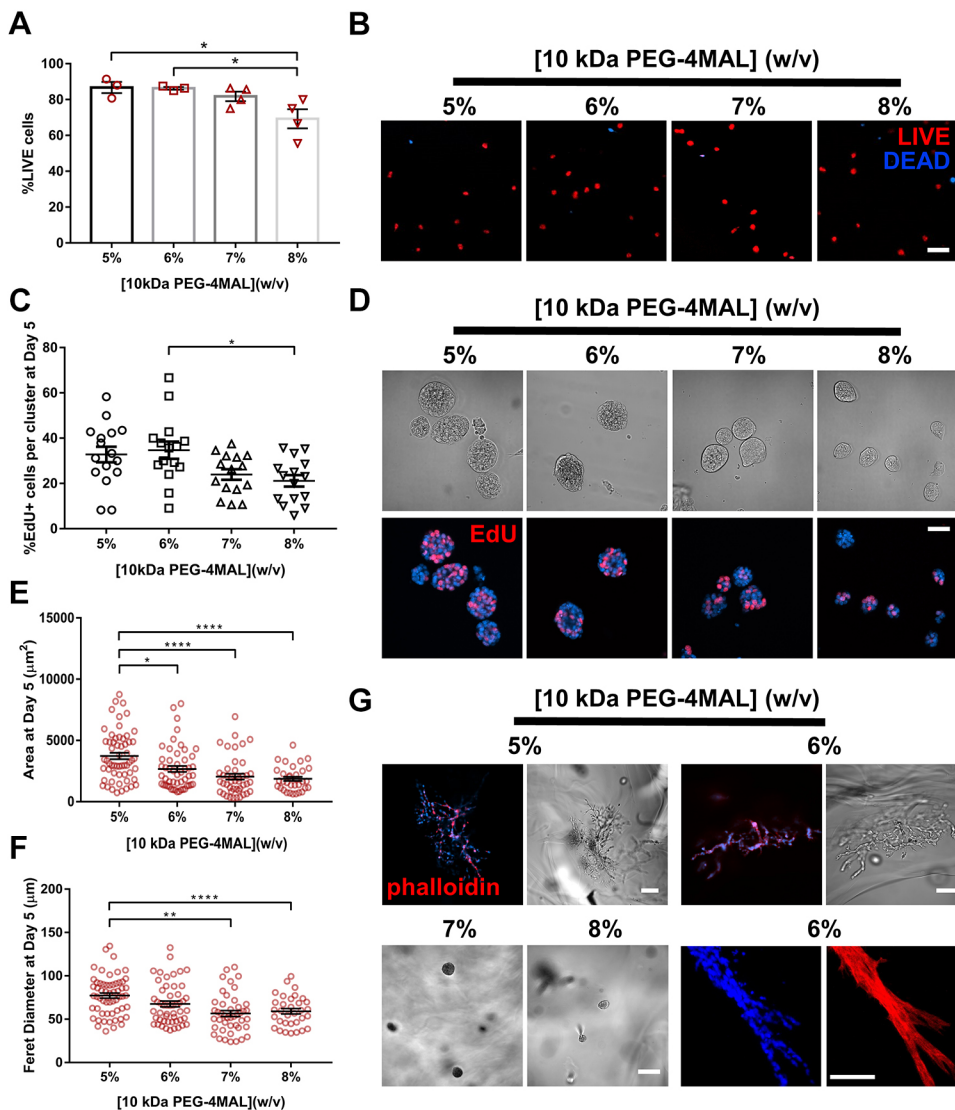 A
*
*
100
80
60
40
20
0
%LIVE cells
5% 6% 7% 8%
[10kDa PEG-4MAL](w/v)
B
[10 kDa PEG-4MAL] (w/v)
5% 6% 7% 8%
LIVE
DEAD
C
*
80
60
40
20
0
%EdU+ cells per cluster at Day 5
5% 6% 7% 8%
[10kDa PEG-4MAL](w/v)
D
[10 kDa PEG-4MAL] (w/v)
5% 6% 7% 8%
EdU
E
15000
10000
5000
0
Area at Day 5 (μm²)
****
****
*
5% 6% 7% 8%
[10 kDa PEG-4MAL](w/v)
F
200
150
100
50
0
Feret Diameter at Day 5 (μm)
****
**
5% 6% 7% 8%
[10 kDa PEG-4MAL](w/v)
G
[10 kDa PEG-4MAL] (w/v)
5% 6%
phalloidin
7% 8% 6%